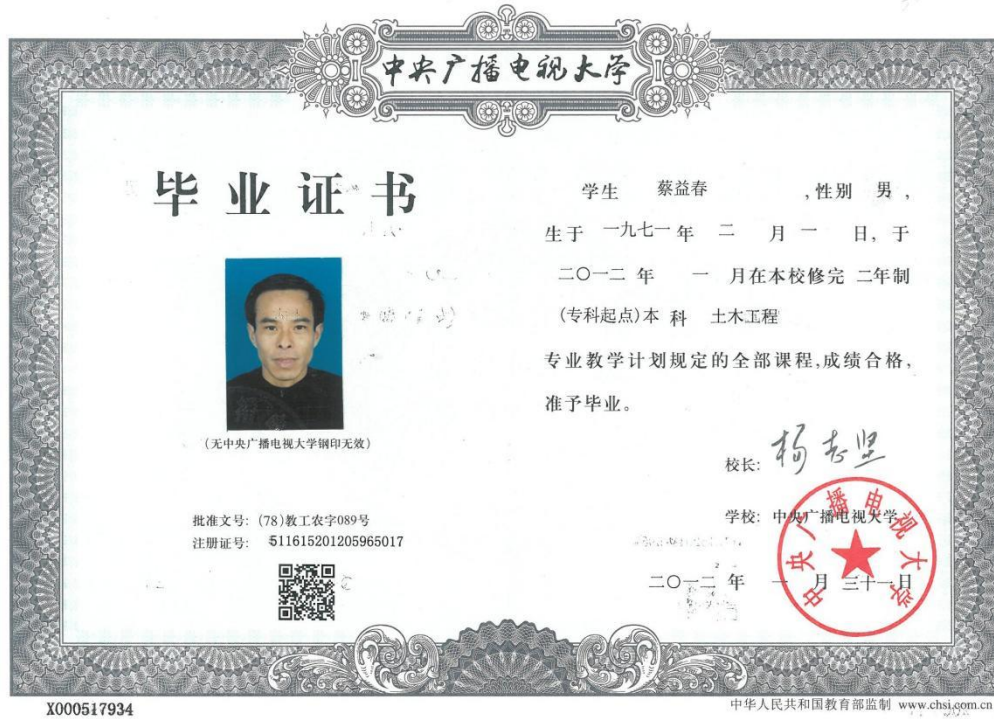 中央广播电视大学
毕业证书
(无中央广播电视大学钢印无效)
批准文号: (78)教工农字089号
注册证号: 511615201205965017
学生 蔡益春 ,性别 男,
生于 一九七一年 二 月 一 日, 于
二〇一二 年 一 月在本校修完 二年制
(专科起点)本 科 土木工程
专业教学计划规定的全部课程,成绩合格,
准予毕业。
校长: 杨志坚
学校: 中央广播电视大学
中央广播电视大学
二〇一二 年 一 月 三十一日
X000517934
中华人民共和国教育部监制 www.chsi.com.cn